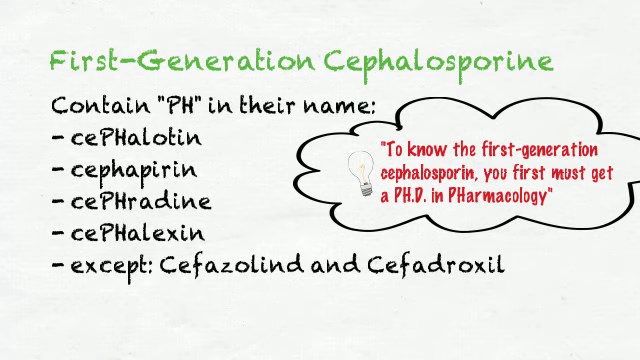 First-Generation Cephalosporine
Contain "PH" in their name:
- cePHalotin
- cephapirin
- cePHradine
- cePHalexin
- except: Cefazolind and Cefadroxil
"To know the first-generation
cephalosporin, you first must get
a PH.D. in PHarmacology"